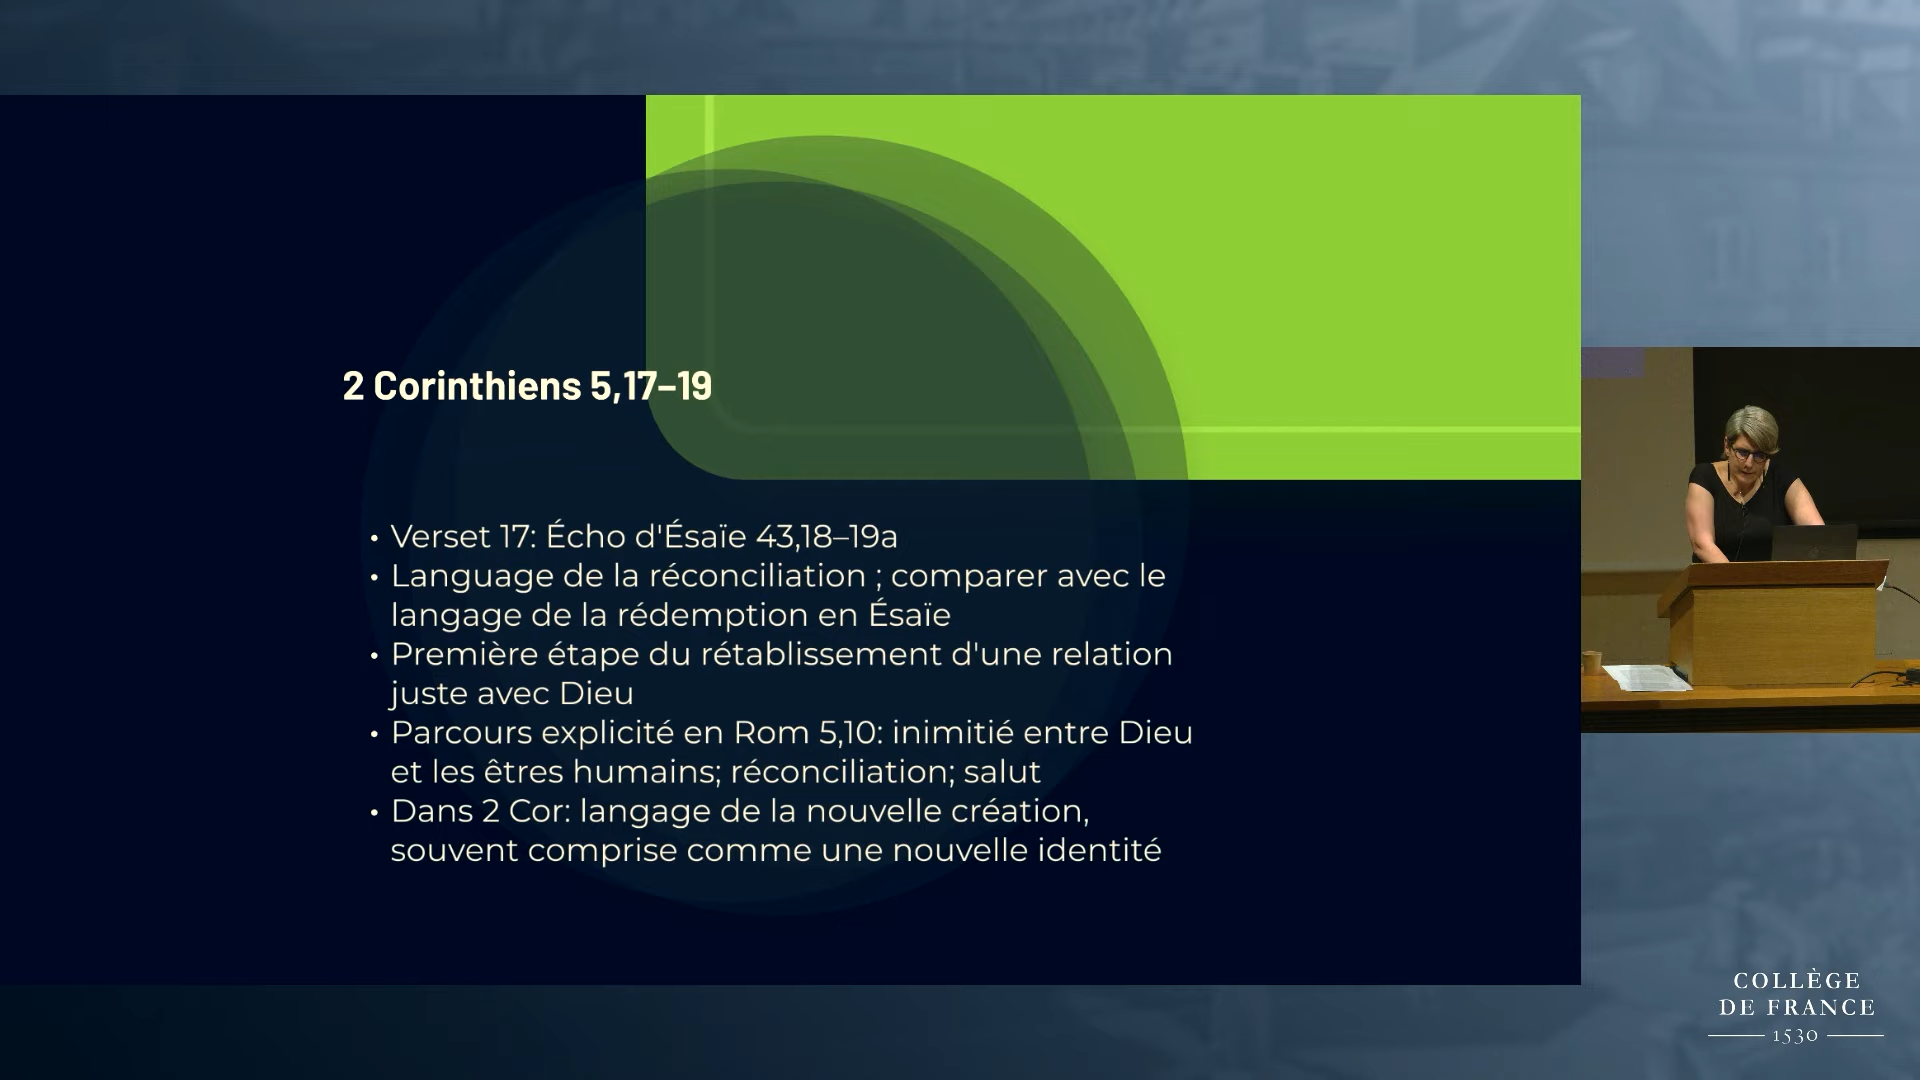 2 Corinthiens 5,17–19
• Verset 17: Écho d'Ésaïe 43,18–19a
• Language de la réconciliation ; comparer avec le
langage de la rédemption en Ésaïe
• Première étape du rétablissement d'une relation
juste avec Dieu
• Parcours explicité en Rom 5,10: inimitié entre Dieu
et les êtres humains; réconciliation; salut
• Dans 2 Cor: langage de la nouvelle création,
souvent comprise comme une nouvelle identité
COLLÈGE
DE FRANCE
1530